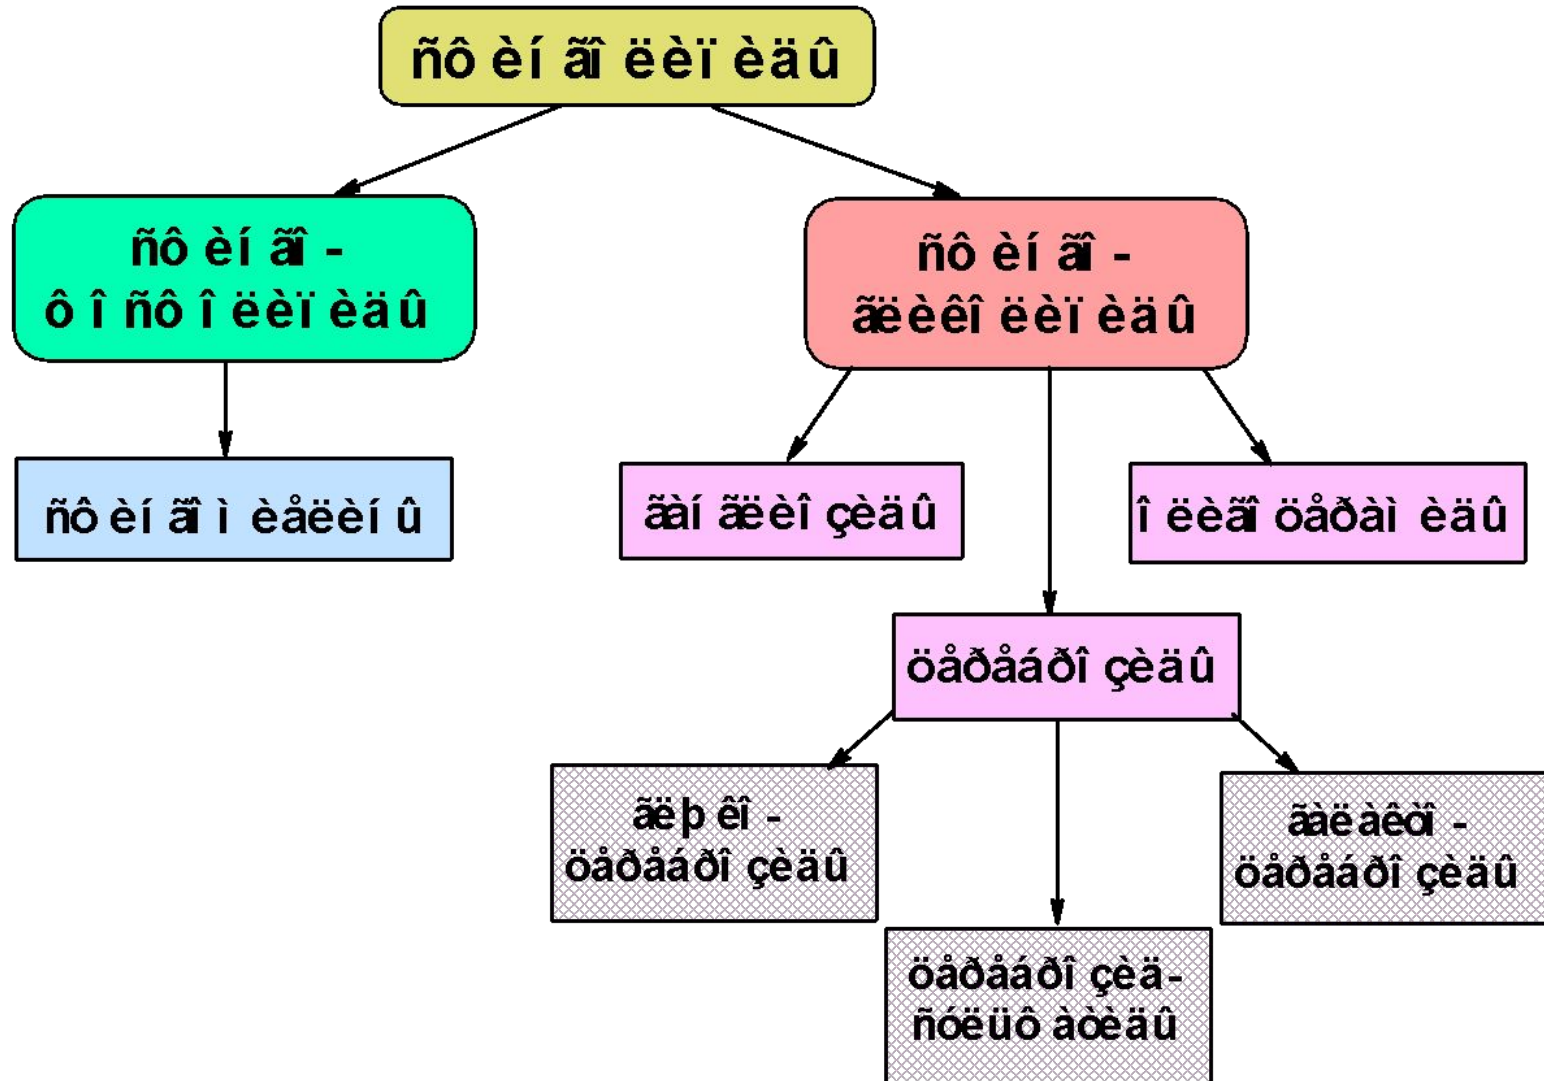 ñô èí ãî ëèï èäû
ñô èí ãî -
ô î ñô î ëèï èäû
ñô èí ãî -
ãëèêî ëèï èäû
ñô èí ãî ì èåëèí û
ãàí ãëèî çèäû
î ëèãî öåðàì èäû
öåðåáðî çèäû
ãëþ êî -
öåðåáðî çèäû
ãàë àêòî -
öåðåáðî çèäû
öåðåáðî çèä-
ñóëüô àòèäû